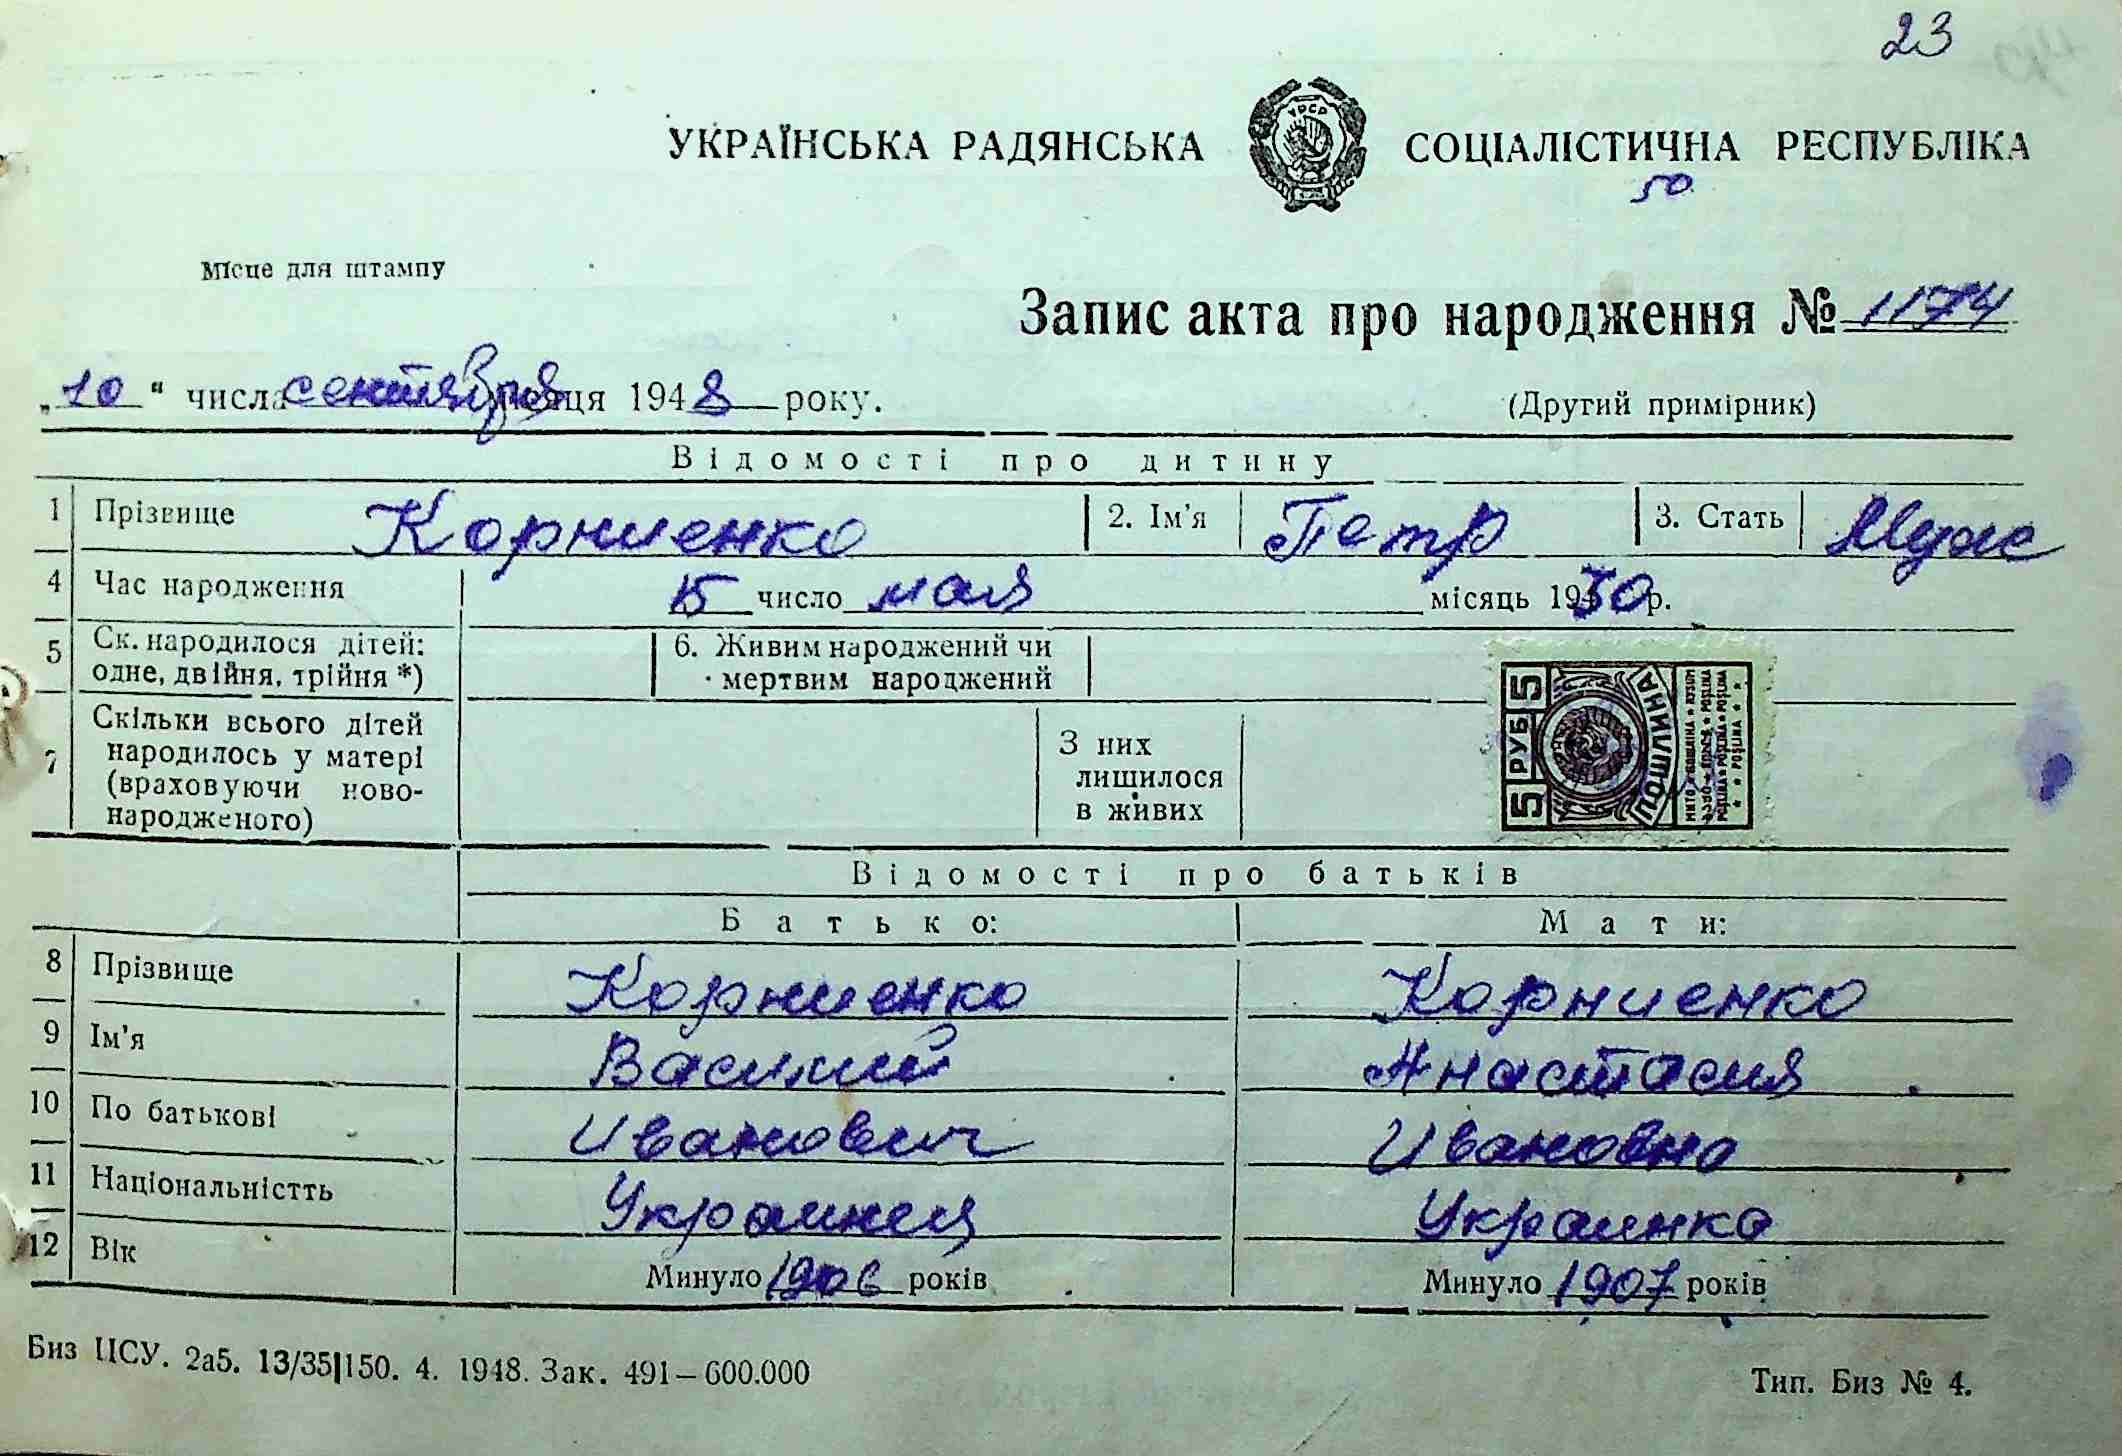 23
УКРАЇНСЬКА РАДЯНСЬКА СОЦІАЛІСТИЧНА РЕСПУБЛІКА
УРСР
50
Місце для штампу
Запис акта про народження № 1174
„10“ числа сентября місяця 1948 року.
(Другий примірник)
Відомості про дитину
1 Прізвище Корниенко 2. Ім'я Петр 3. Стать Муж
4 Час народження 15 число мая місяць 1930 р.
5 Ск. народилося дітей: одне, двійня, трійня *) 6. Живим народжений чи мертвим народжений
7 Скільки всього дітей народилось у матері (враховуючи ново-народженого) З них лишилося в живих
5 РУБ 5
ПОШЛИНА
Відомості про батьків
Батько: Мати:
8 Прізвище Корниенко Корниенко
9 Ім'я Василий Анастасия
10 По батькові Иванович Ивановна
11 Національністть Украинец Украинка
12 Вік Минуло 1906 років Минуло 1907 років
Биз ЦСУ. 2а5. 13/35|150. 4. 1948. Зак. 491—600.000
Тип. Биз № 4.